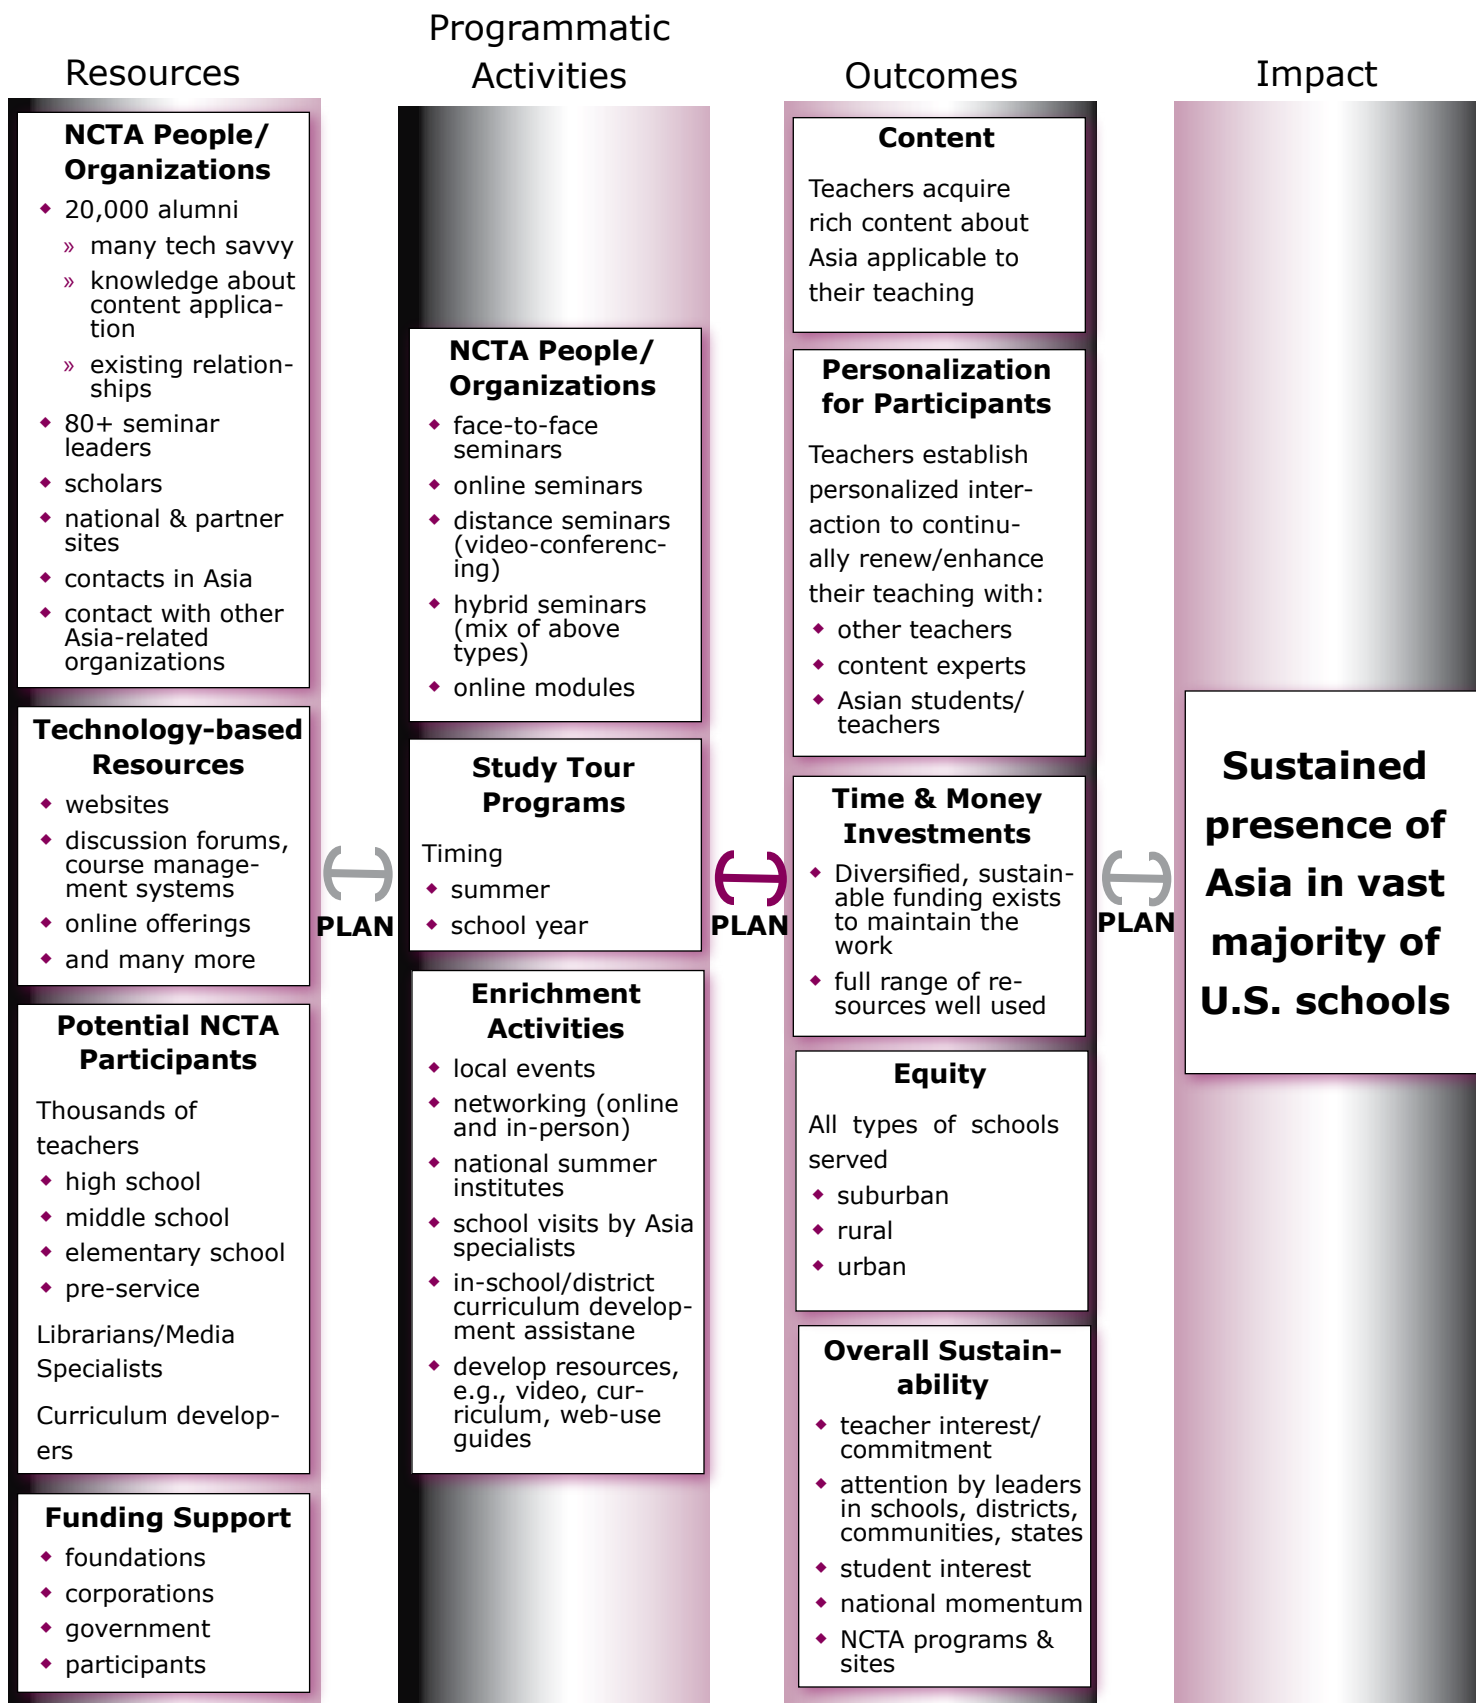 Resources
NCTA People/
Organizations
20,000 alumni
» many tech savvy
» knowledge about
content applica-
tion
» existing relation-
ships
80+ seminar
leaders
scholars
national & partner
sites
contacts in Asia
contact with other
Asia-related
organizations
Technology-based
Resources
websites
discussion forums,
course manage-
ment systems
online offerings
and many more
Potential NCTA
Participants
Thousands of
teachers
high school
middle school
elementary school
pre-service
Librarians/Media
Specialists
Curriculum develop-
ers
Funding Support
foundations
corporations
government
participants
PLAN
Programmatic
Activities
NCTA People/
Organizations
face-to-face
seminars
online seminars
distance seminars
(video-conferenc-
ing)
hybrid seminars
(mix of above
types)
online modules
Study Tour
Programs
Timing
summer
school year
Enrichment
Activities
local events
networking (online
and in-person)
national summer
institutes
school visits by Asia
specialists
in-school/district
curriculum develop-
ment assistane
develop resources,
e.g., video, cur-
riculum, web-use
guides
PLAN
Outcomes
Content
Teachers acquire
rich content about
Asia applicable to
their teaching
Personalization
for Participants
Teachers establish
personalized inter-
action to continu-
ally renew/enhance
their teaching with:
other teachers
content experts
Asian students/
teachers
Time & Money
Investments
Diversified, sustain-
able funding exists
to maintain the
work
full range of re-
sources well used
Equity
All types of schools
served
suburban
rural
urban
Overall Sustain-
ability
teacher interest/
commitment
attention by leaders
in schools, districts,
communities, states
student interest
national momentum
NCTA programs &
sites
PLAN
Impact
Sustained
presence of
Asia in vast
majority of
U.S. schools